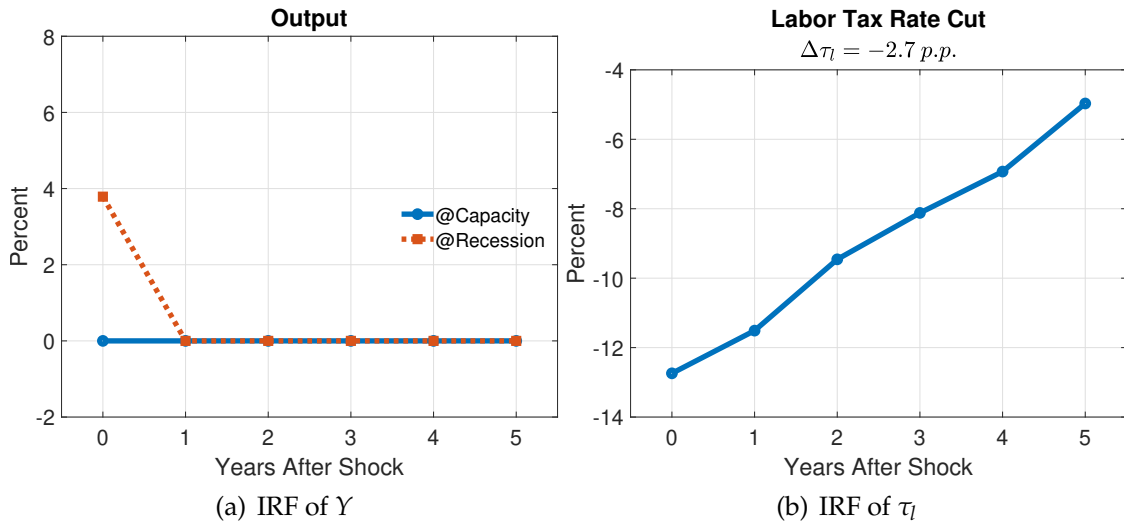 Output
8
6
4
2
0
-2
Percent
@Capacity
@Recession
0 1 2 3 4 5
Years After Shock
(a) IRF of Y
Labor Tax Rate Cut
Δτ_l = −2.7 p.p.
-4
-6
-8
-10
-12
-14
Percent
0 1 2 3 4 5
Years After Shock
(b) IRF of τ_l